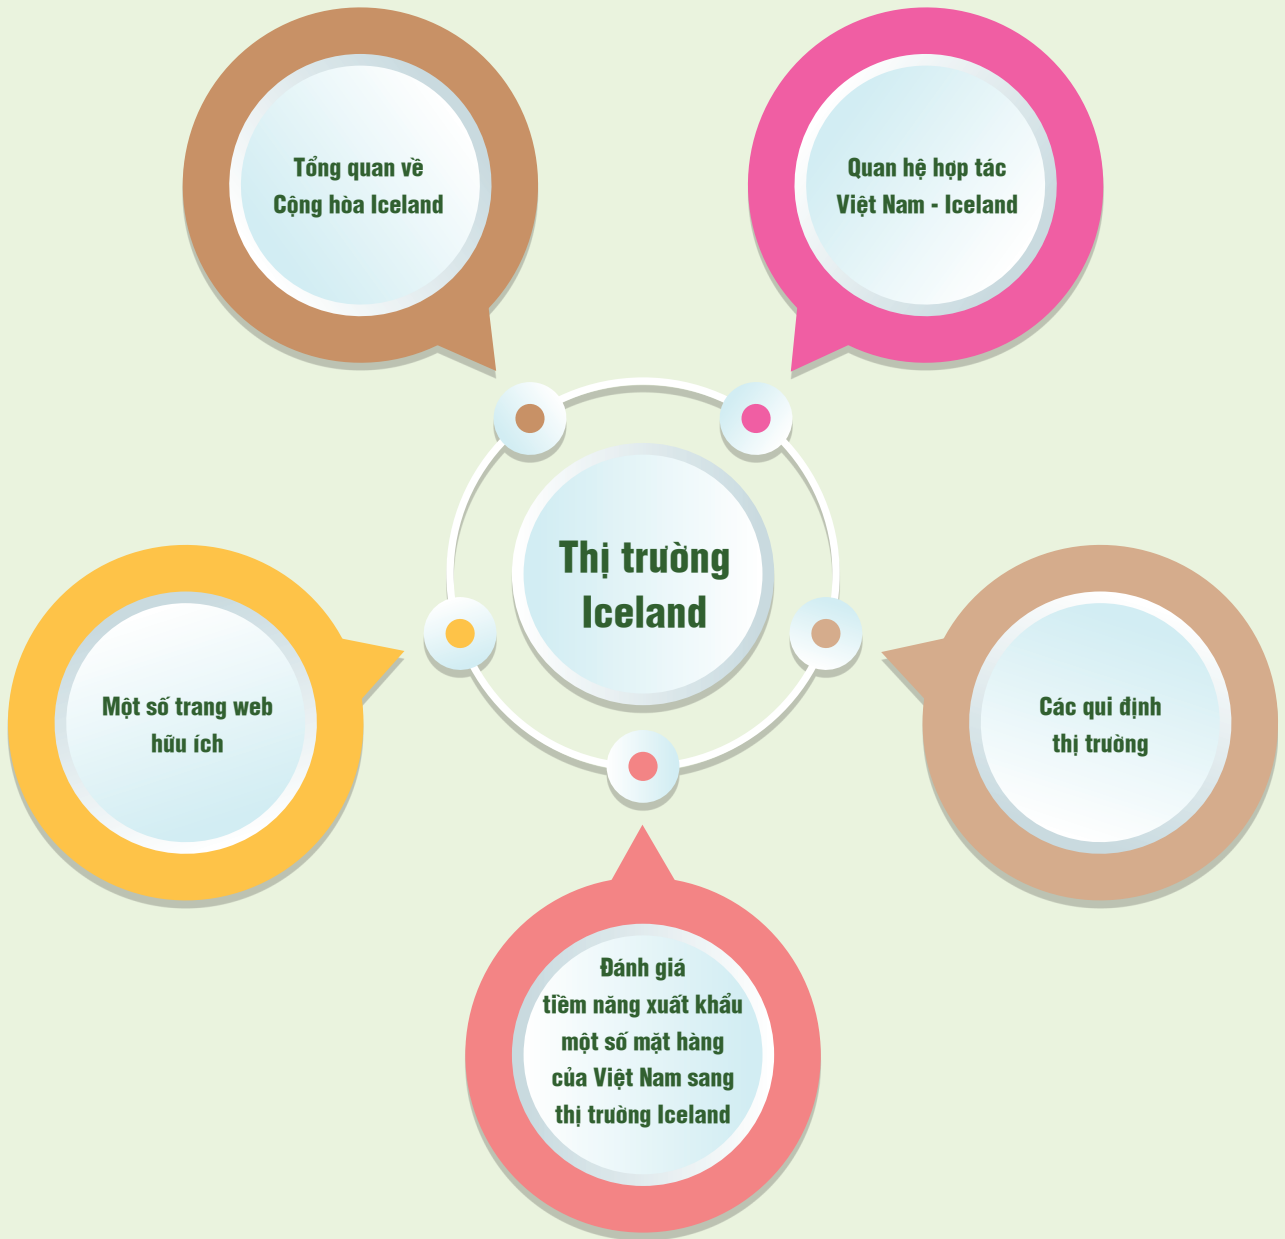 Tổng quan về
Cộng hòa Iceland
Quan hệ hợp tác
Việt Nam - Iceland
Thị trường
Iceland
Một số trang web
hữu ích
Các qui định
thị trường
Đánh giá
tiềm năng xuất khẩu
một số mặt hàng
của Việt Nam sang
thị trường Iceland